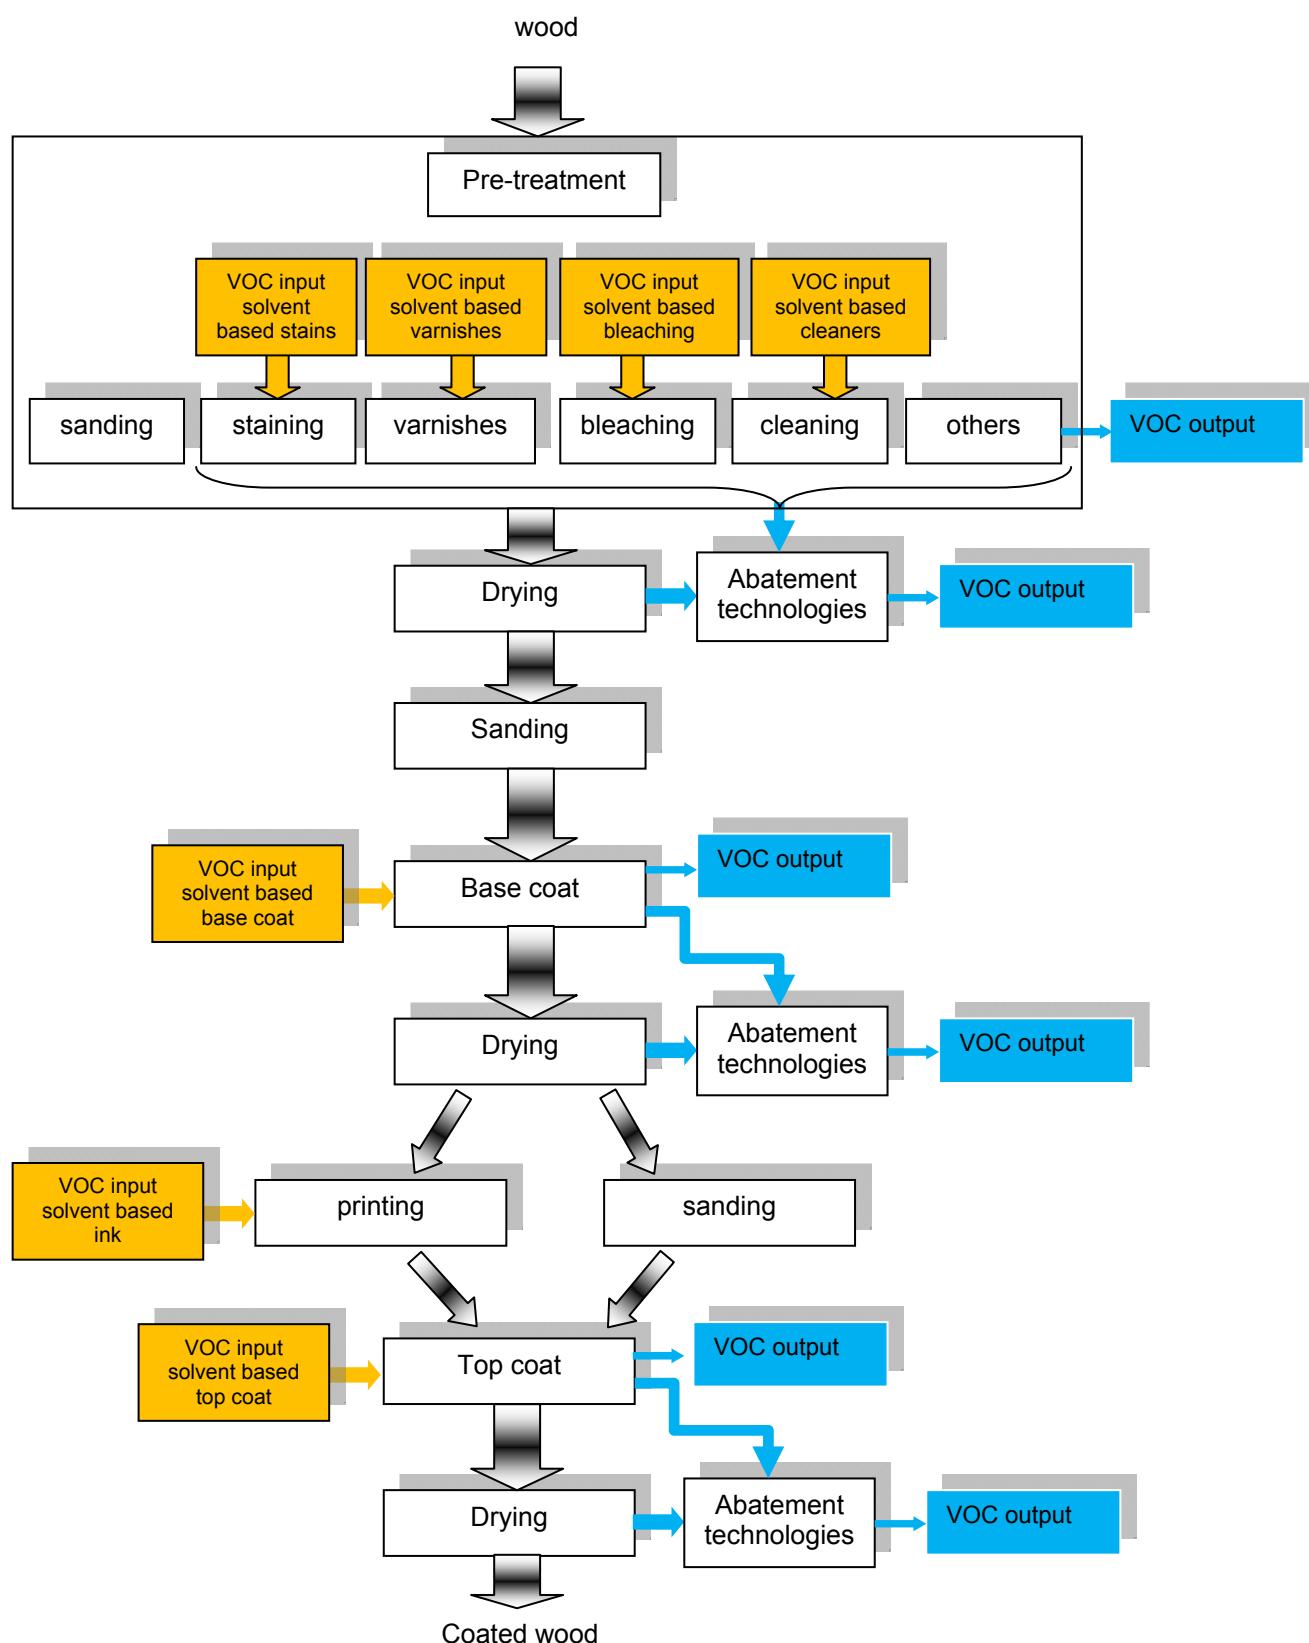 wood
Pre-treatment
VOC input
solvent
based stains
VOC input
solvent based
varnishes
VOC input
solvent based
bleaching
VOC input
solvent based
cleaners
sanding
staining
varnishes
bleaching
cleaning
others
VOC output
Drying
Abatement
technologies
VOC output
Sanding
VOC input
solvent based
base coat
Base coat
VOC output
Drying
Abatement
technologies
VOC output
VOC input
solvent based
ink
printing
sanding
VOC input
solvent based
top coat
Top coat
VOC output
Drying
Abatement
technologies
VOC output
Coated wood